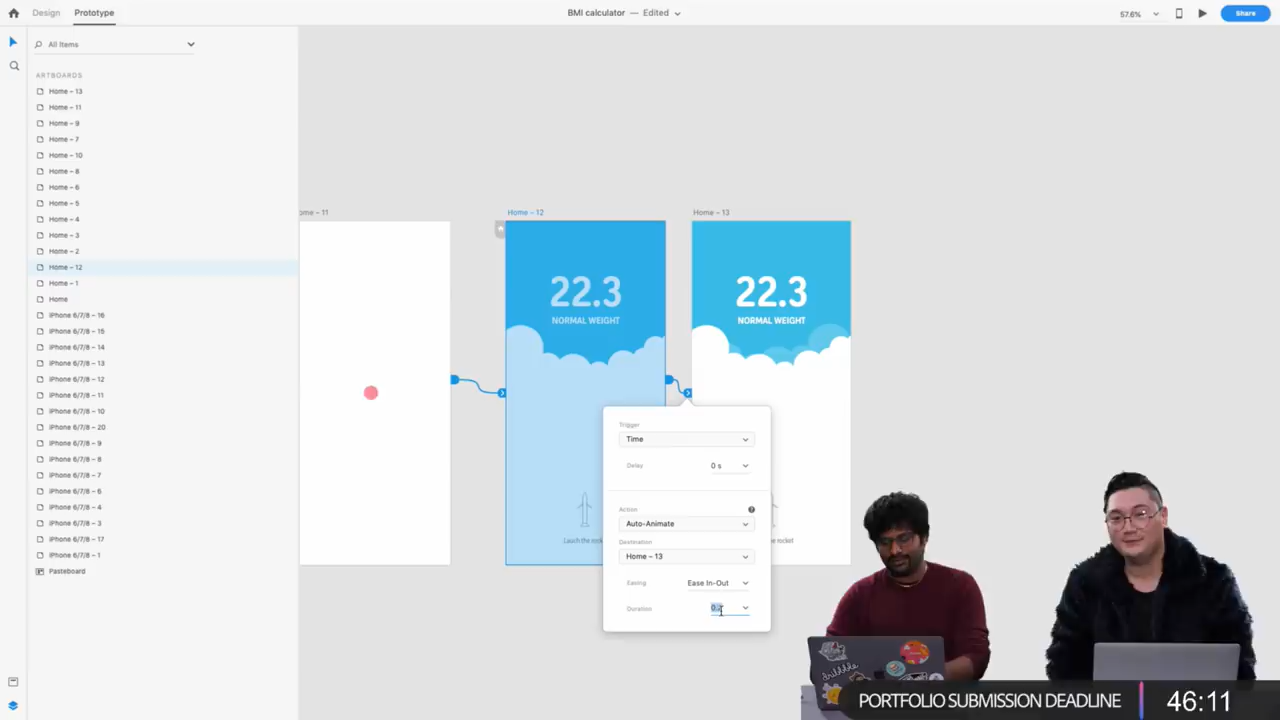 Design
Prototype
BMI calculator — Edited
57.6%
Share
All Items
ARTBOARDS
Home – 13
Home – 11
Home – 9
Home – 7
Home – 10
Home – 8
Home – 6
Home – 5
Home – 4
Home – 3
Home – 2
Home – 12
Home – 1
Home
iPhone 6/7/8 – 16
iPhone 6/7/8 – 15
iPhone 6/7/8 – 14
iPhone 6/7/8 – 13
iPhone 6/7/8 – 12
iPhone 6/7/8 – 11
iPhone 6/7/8 – 10
iPhone 6/7/8 – 20
iPhone 6/7/8 – 9
iPhone 6/7/8 – 8
iPhone 6/7/8 – 7
iPhone 6/7/8 – 6
iPhone 6/7/8 – 4
iPhone 6/7/8 – 3
iPhone 6/7/8 – 17
iPhone 6/7/8 – 1
Pasteboard
ome – 11
Home – 12
Home – 13
22.3
NORMAL WEIGHT
22.3
NORMAL WEIGHT
Lauch the rock
e rocket
Trigger
Time
Delay
0 s
Action
Auto-Animate
Destination
Home – 13
Easing
Ease In-Out
Duration
dribbble
PORTFOLIO SUBMISSION DEADLINE
46:11